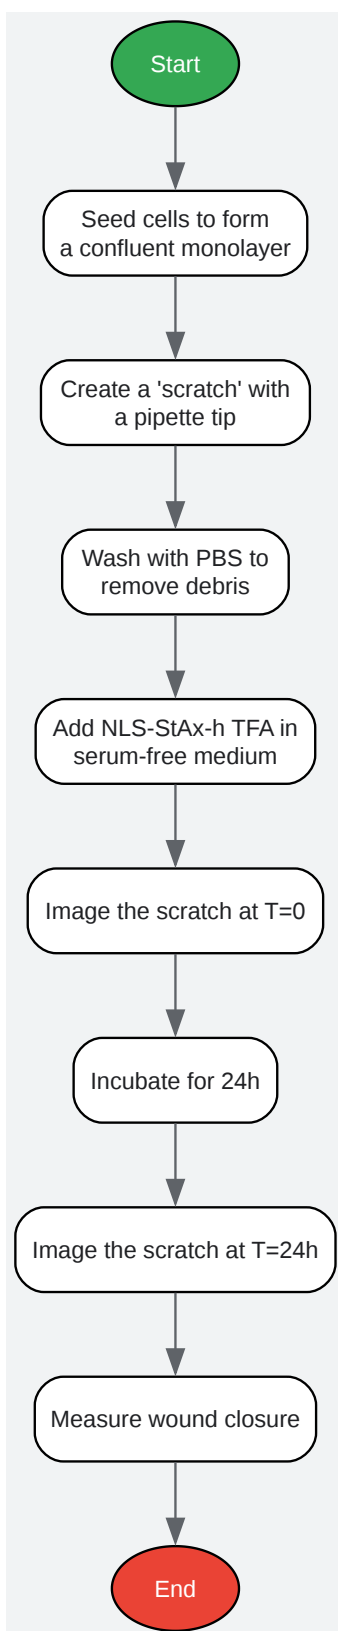 Start
Seed cells to form
a confluent monolayer
Create a 'scratch' with
a pipette tip
Wash with PBS to
remove debris
Add NLS-StAx-h TFA in
serum-free medium
Image the scratch at T=0
Incubate for 24h
Image the scratch at T=24h
Measure wound closure
End